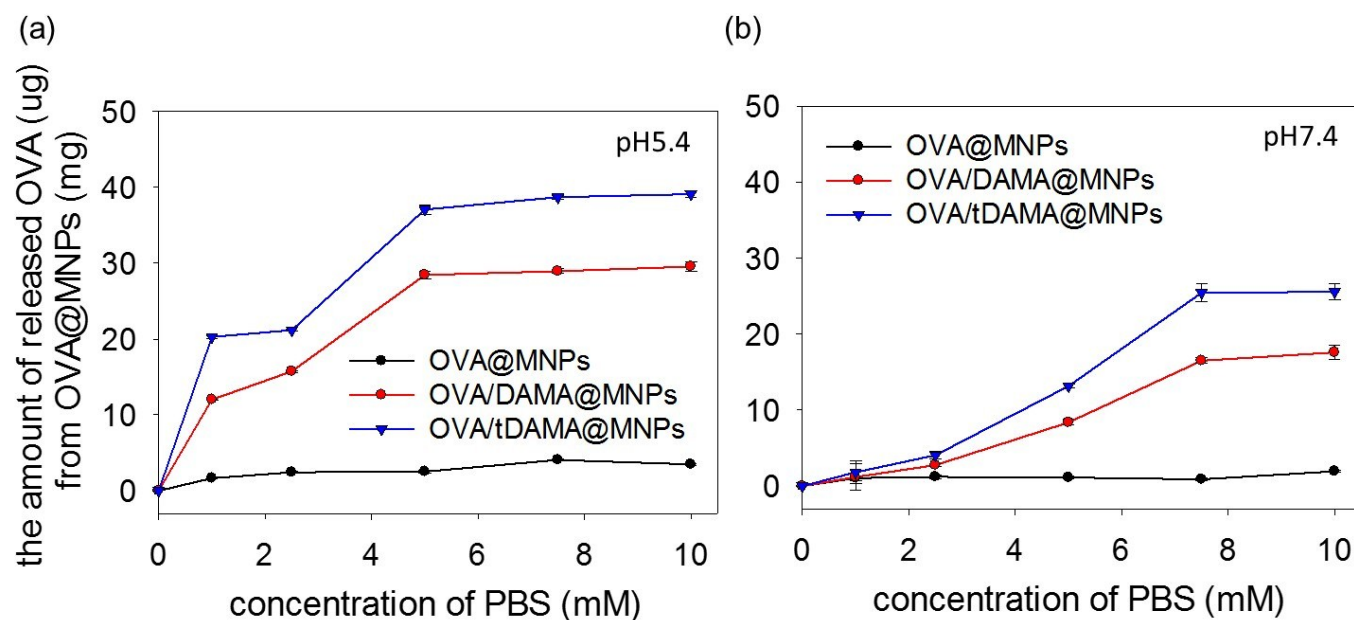 (a)
the amount of released OVA (ug)
from OVA@MNPs (mg)
50
40
30
20
10
0
pH5.4
OVA@MNPs
OVA/DAMA@MNPs
OVA/tDAMA@MNPs
0 2 4 6 8 10
concentration of PBS (mM)
(b)
50
40
30
20
10
0
pH7.4
OVA@MNPs
OVA/DAMA@MNPs
OVA/tDAMA@MNPs
0 2 4 6 8 10
concentration of PBS (mM)